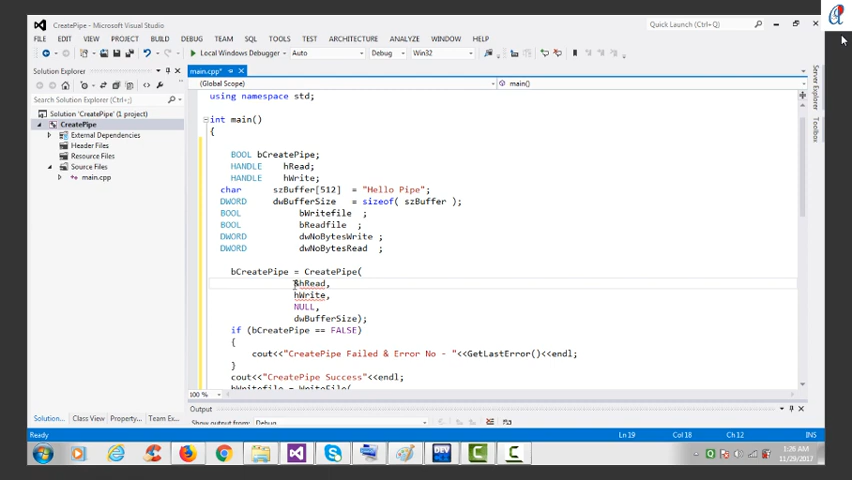 CreatePipe - Microsoft Visual Studio
Quick Launch (Ctrl+Q)
FILE EDIT VIEW PROJECT BUILD DEBUG TEAM SQL TOOLS TEST ARCHITECTURE ANALYZE WINDOW HELP
Local Windows Debugger Auto Debug Win32
Solution Explorer
main.cpp*
(Global Scope)
main()
Search Solution Explorer (Ctrl+;)
Solution 'CreatePipe' (1 project)
CreatePipe
External Dependencies
Header Files
Resource Files
Source Files
main.cpp
using namespace std;
int main()
{
BOOL bCreatePipe;
HANDLE hRead;
HANDLE hWrite;
char szBuffer[512] = "Hello Pipe";
DWORD dwBufferSize = sizeof( szBuffer );
BOOL bWritefile ;
BOOL bReadfile ;
DWORD dwNoBytesWrite ;
DWORD dwNoBytesRead ;
bCreatePipe = CreatePipe(
&hRead,
hWrite,
NULL,
dwBufferSize);
if (bCreatePipe == FALSE)
{
cout<<"CreatePipe Failed & Error No - "<<GetLastError()<<endl;
}
cout<<"CreatePipe Success"<<endl;
bWritefile = WriteFile(
100 %
Server Explorer
Toolbox
Solution... Class View Property... Team Ex...
Output
Show output from: Debug
Ready
Ln 19 Col 18 Ch 12 INS
DEV
1:26 AM
11/29/2017